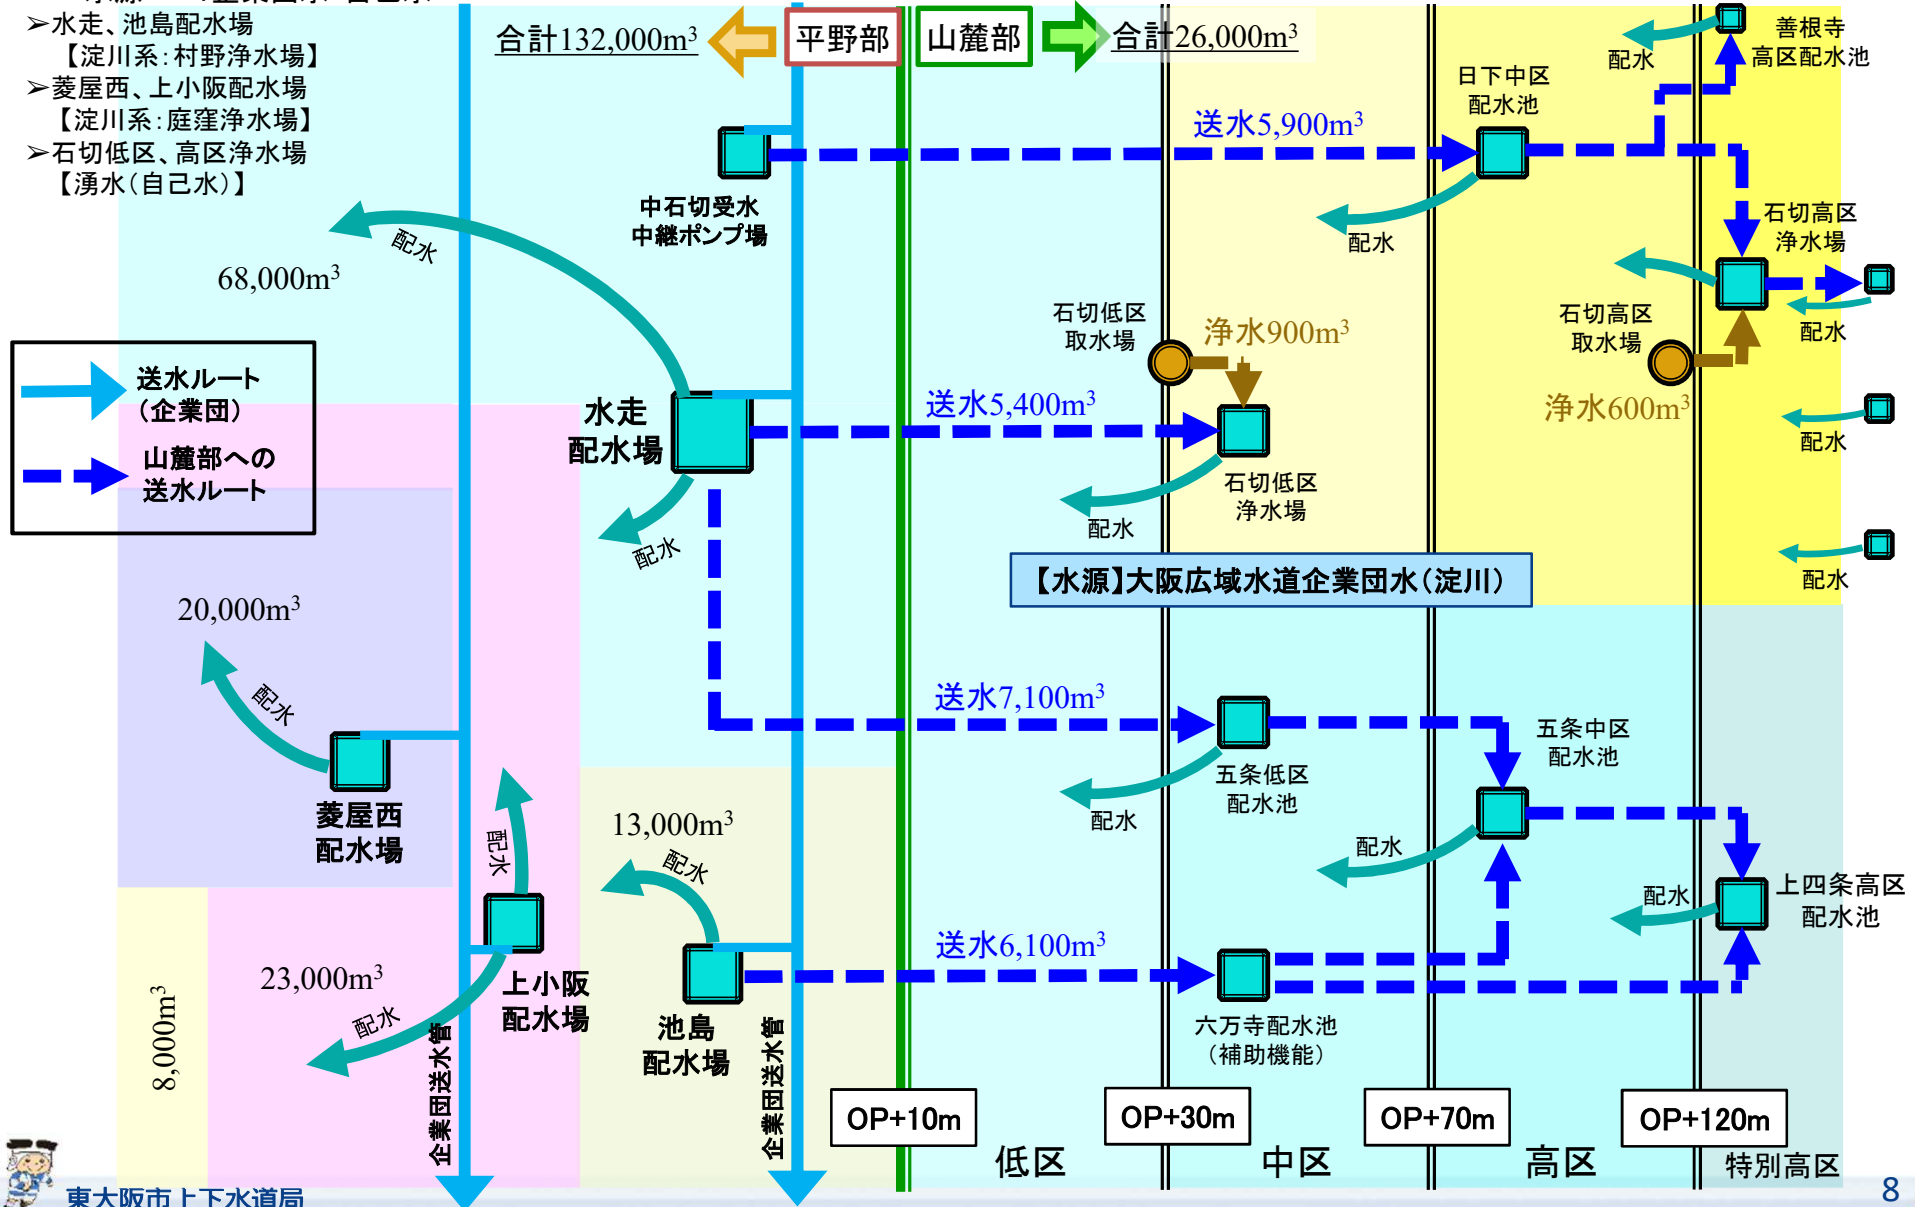 ➢水走、池島配水場
【淀川系:村野浄水場】
➢菱屋西、上小阪配水場
【淀川系:庭窪浄水場】
➢石切低区、高区浄水場
【湧水(自己水)】
合計132,000m³
平野部
山麓部
合計26,000m³
善根寺
高区配水池
配水
日下中区
配水池
送水5,900m³
中石切受水
中継ポンプ場
配水
石切高区
浄水場
配水
68,000m³
石切低区
取水場
浄水900m³
石切高区
取水場
浄水600m³
配水
送水ルート
(企業団)
山麓部への
送水ルート
水走
配水場
送水5,400m³
石切低区
浄水場
配水
配水
配水
配水
【水源】大阪広域水道企業団水(淀川)
20,000m³
配水
菱屋西
配水場
送水7,100m³
五条低区
配水池
配水
五条中区
配水池
配水
13,000m³
配水
配水
上小阪
配水場
23,000m³
配水
8,000m³
池島
配水場
送水6,100m³
六万寺配水池
(補助機能)
配水
上四条高区
配水池
企業団送水管
企業団送水管
OP+10m
OP+30m
OP+70m
OP+120m
低区
中区
高区
特別高区
東大阪市上下水道局
8